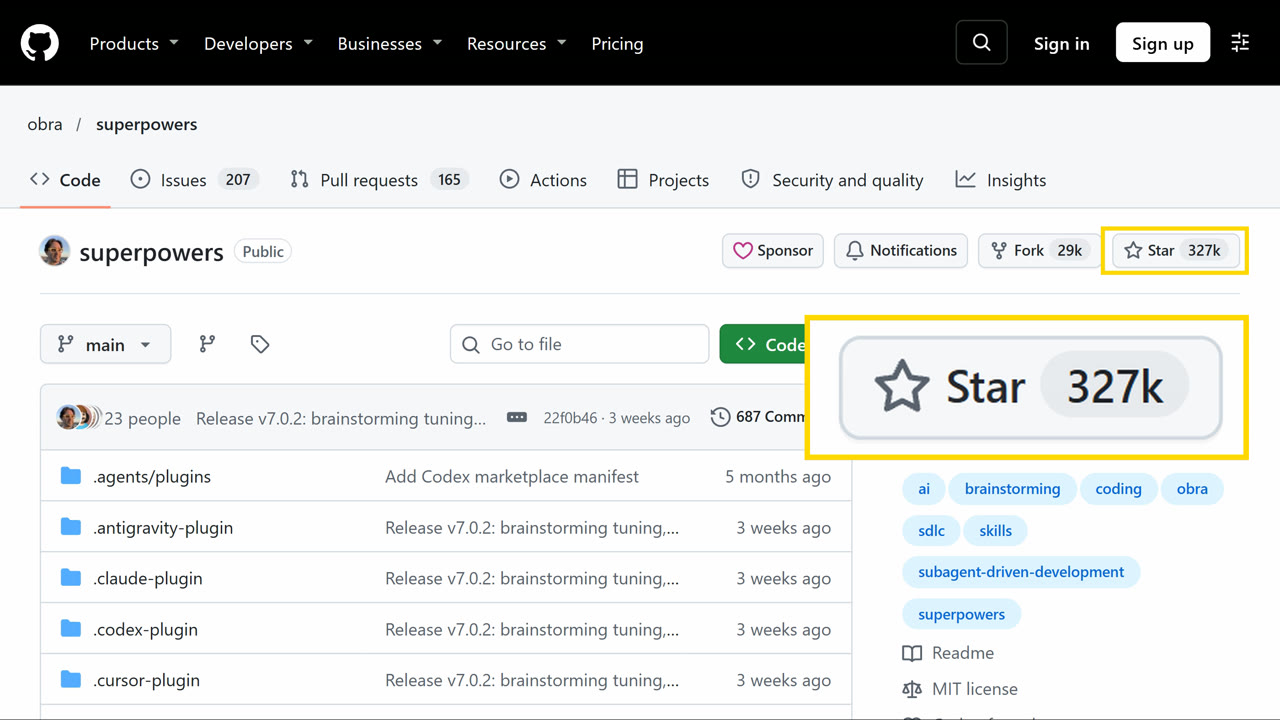 Products Developers Businesses Resources Pricing Sign in Sign up
obra / superpowers
Code Issues 207 Pull requests 165 Actions Projects Security and quality Insights
superpowers Public Sponsor Notifications Fork 29k Star 327k
main Go to file Code
Star 327k
23 people Release v7.0.2: brainstorming tuning... 22f0b46 · 3 weeks ago 687
.agents/plugins Add Codex marketplace manifest 5 months ago
.antigravity-plugin Release v7.0.2: brainstorming tuning,... 3 weeks ago
.claude-plugin Release v7.0.2: brainstorming tuning,... 3 weeks ago
.codex-plugin Release v7.0.2: brainstorming tuning,... 3 weeks ago
.cursor-plugin Release v7.0.2: brainstorming tuning,... 3 weeks ago
ai brainstorming coding obra
sdlc skills
subagent-driven-development
superpowers
Readme
MIT license